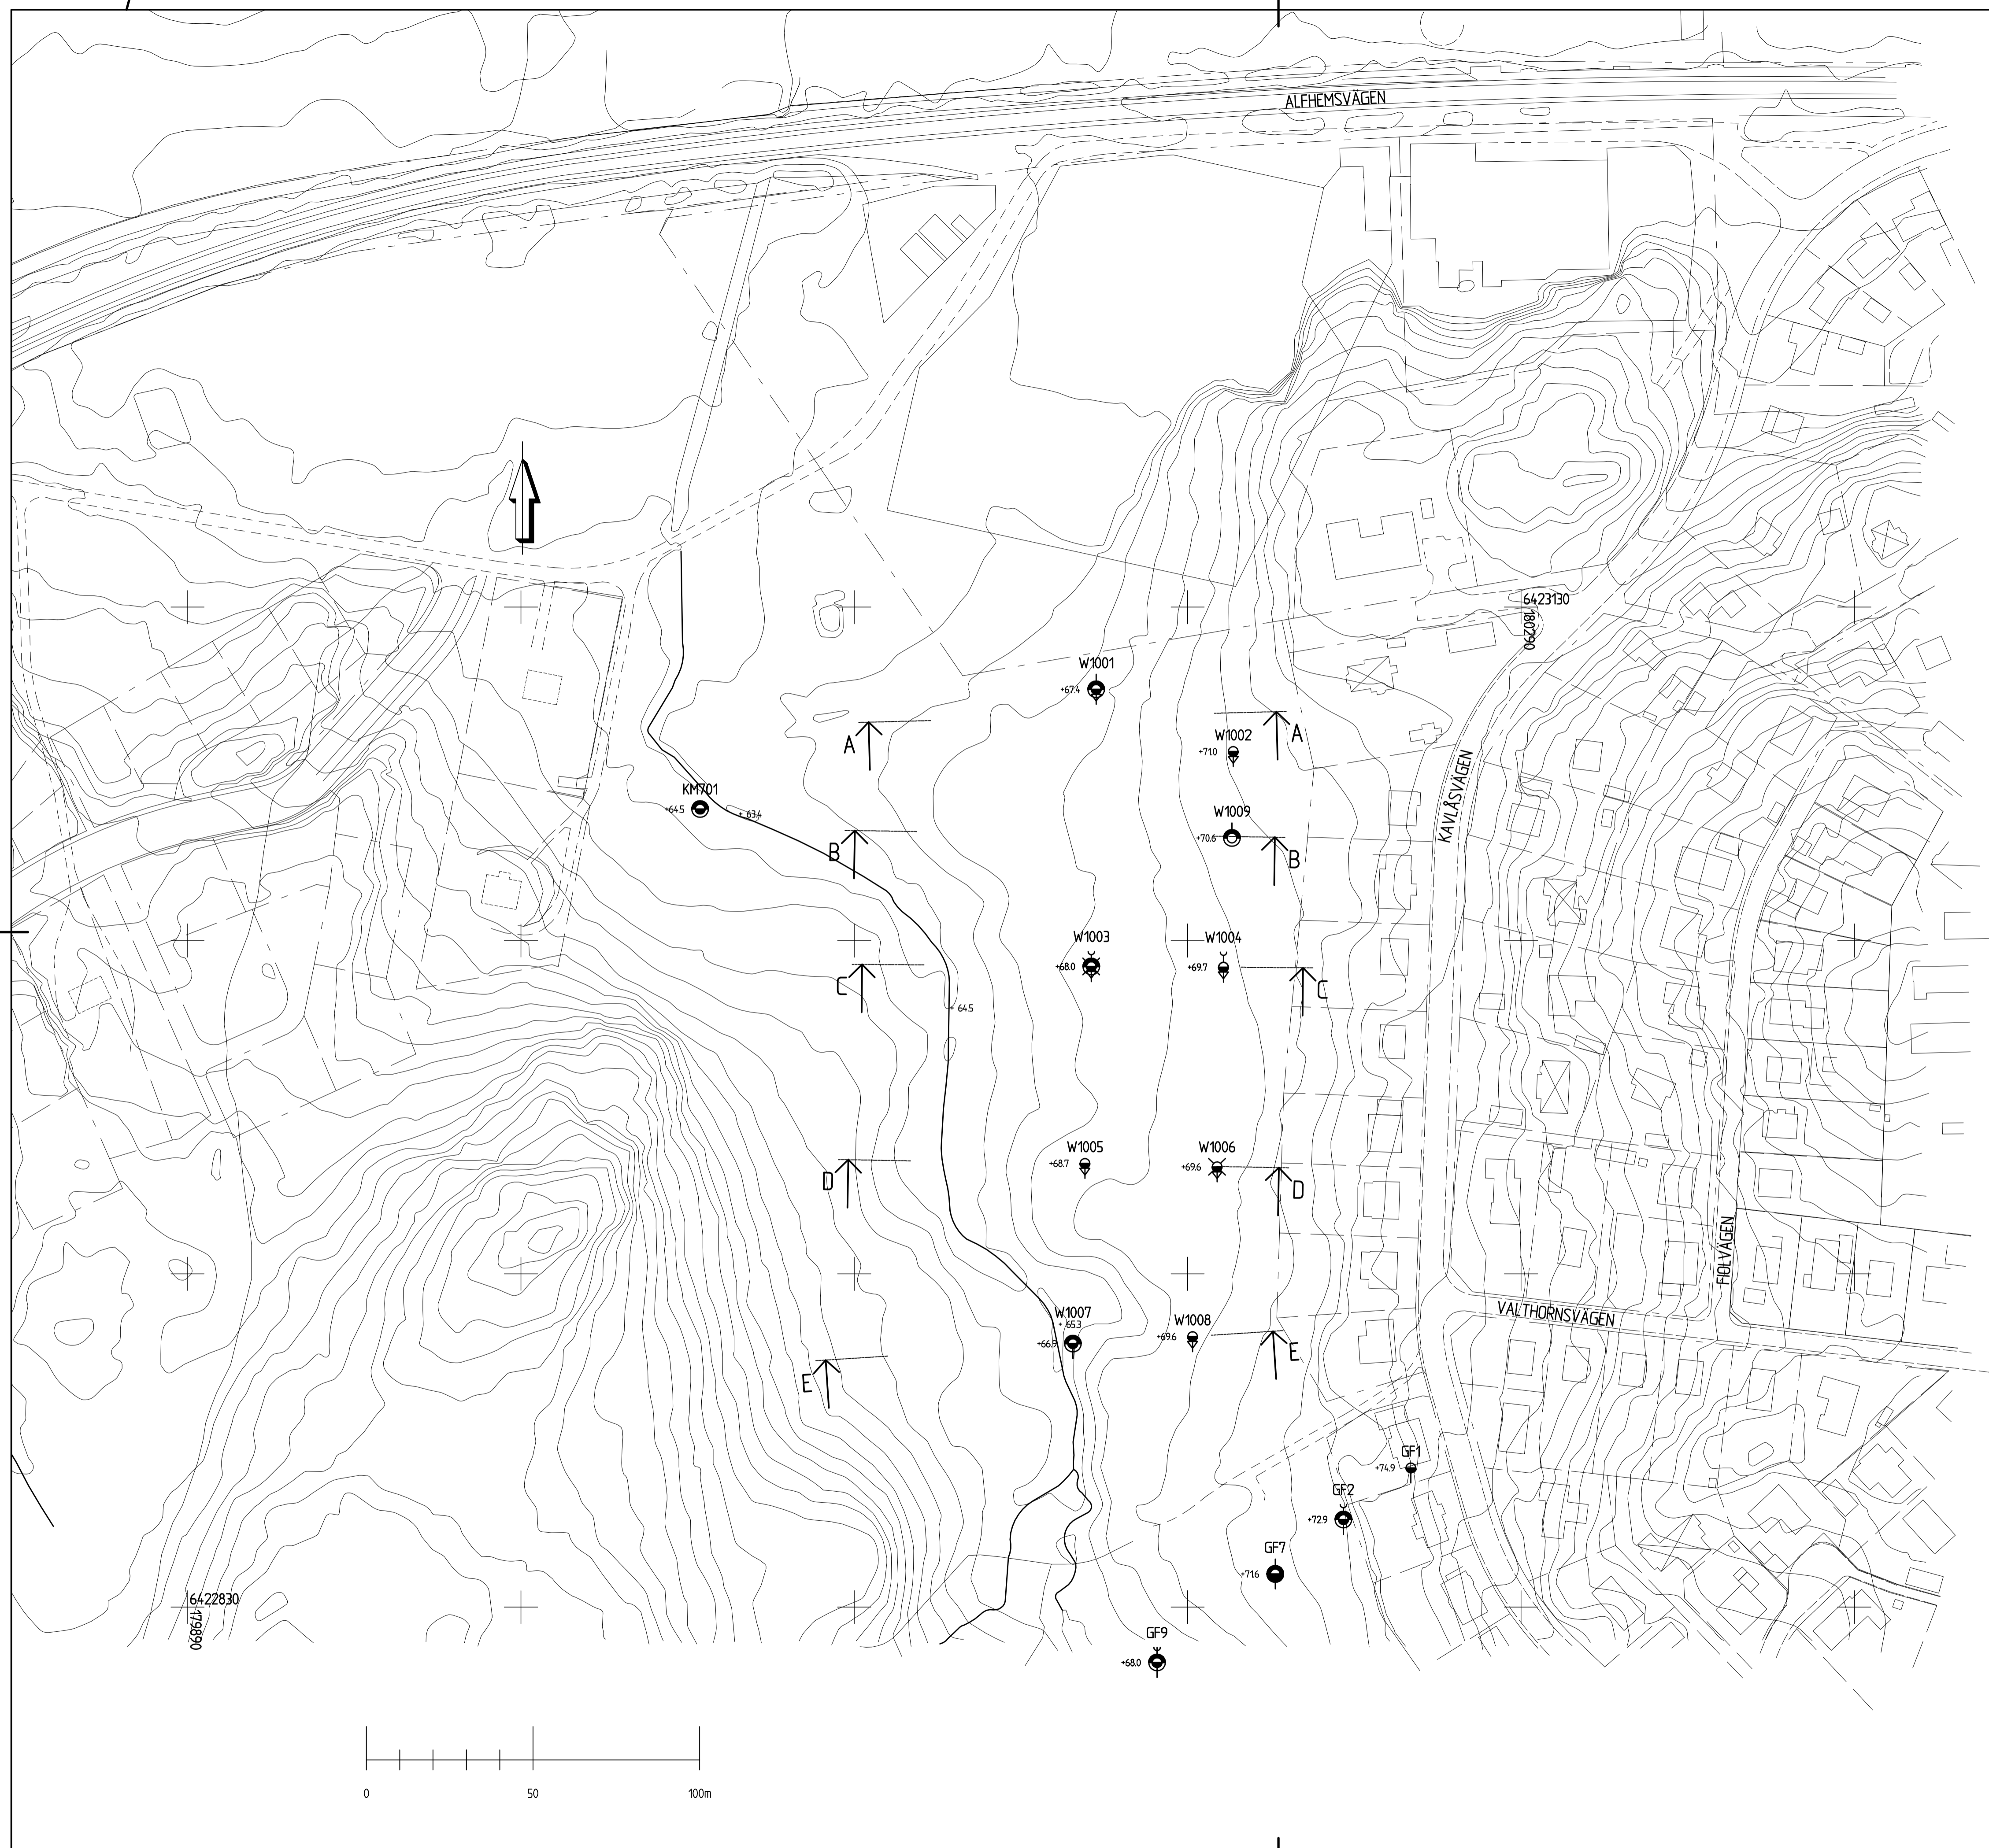 ALFHEMSVÄGEN
6423130
180290
W1001
+67.4
A
A
W1002
+71.0
KAVLÅSVÄGEN
KM701
+64.5
+ 63.4
W1009
+70.6
B
B
W1003
+68.0
W1004
+69.7
C
C
+ 64.5
W1005
+68.7
W1006
+69.6
D
D
FIOLVÄGEN
VALTHORNSVÄGEN
W1007
+ 65.3
+66.9
W1008
+69.6
E
E
GF1
+74.9
GF2
+72.9
GF7
+71.6
6422830
179890
GF9
+68.0
0
50
100m